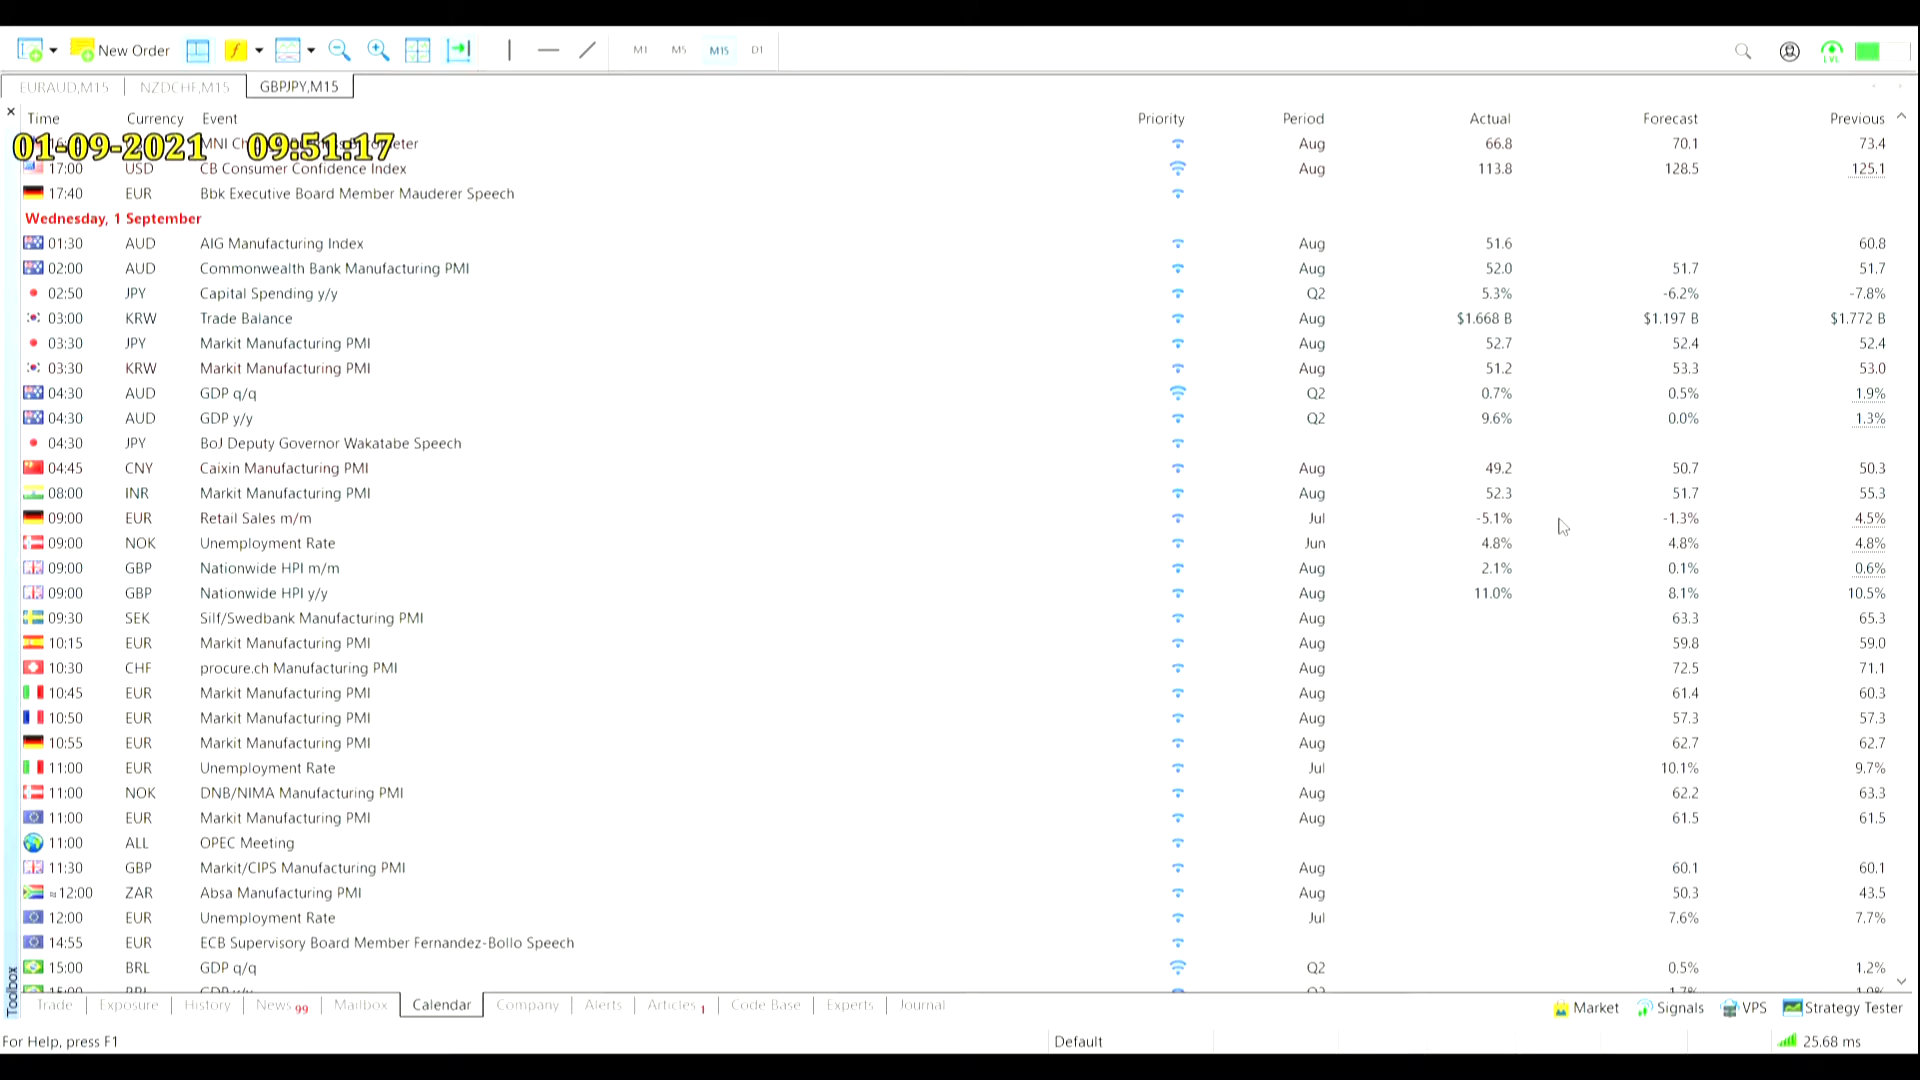 New Order M1 M5 M15 D1
EURAUD,M15 NZDCHF,M15 GBPJPY,M15
Time Currency Event Priority Period Actual Forecast Previous
01-09-2021 09:51:17
MNI Aug 66.8 70.1 73.4
17:00 USD CB Consumer Confidence Index Aug 113.8 128.5 125.1
17:40 EUR Bbk Executive Board Member Mauderer Speech
Wednesday, 1 September
01:30 AUD AIG Manufacturing Index Aug 51.6 60.8
02:00 AUD Commonwealth Bank Manufacturing PMI Aug 52.0 51.7 51.7
02:50 JPY Capital Spending y/y Q2 5.3% -6.2% -7.8%
03:00 KRW Trade Balance Aug $1.668 B $1.197 B $1.772 B
03:30 JPY Markit Manufacturing PMI Aug 52.7 52.4 52.4
03:30 KRW Markit Manufacturing PMI Aug 51.2 53.3 53.0
04:30 AUD GDP q/q Q2 0.7% 0.5% 1.9%
04:30 AUD GDP y/y Q2 9.6% 0.0% 1.3%
04:30 JPY BoJ Deputy Governor Wakatabe Speech
04:45 CNY Caixin Manufacturing PMI Aug 49.2 50.7 50.3
08:00 INR Markit Manufacturing PMI Aug 52.3 51.7 55.3
09:00 EUR Retail Sales m/m Jul -5.1% -1.3% 4.5%
09:00 NOK Unemployment Rate Jun 4.8% 4.8% 4.8%
09:00 GBP Nationwide HPI m/m Aug 2.1% 0.1% 0.6%
09:00 GBP Nationwide HPI y/y Aug 11.0% 8.1% 10.5%
09:30 SEK Silf/Swedbank Manufacturing PMI Aug 63.3 65.3
10:15 EUR Markit Manufacturing PMI Aug 59.8 59.0
10:30 CHF procure.ch Manufacturing PMI Aug 72.5 71.1
10:45 EUR Markit Manufacturing PMI Aug 61.4 60.3
10:50 EUR Markit Manufacturing PMI Aug 57.3 57.3
10:55 EUR Markit Manufacturing PMI Aug 62.7 62.7
11:00 EUR Unemployment Rate Jul 10.1% 9.7%
11:00 NOK DNB/NIMA Manufacturing PMI Aug 62.2 63.3
11:00 EUR Markit Manufacturing PMI Aug 61.5 61.5
11:00 ALL OPEC Meeting
11:30 GBP Markit/CIPS Manufacturing PMI Aug 60.1 60.1
≈12:00 ZAR Absa Manufacturing PMI Aug 50.3 43.5
12:00 EUR Unemployment Rate Jul 7.6% 7.7%
14:55 EUR ECB Supervisory Board Member Fernandez-Bollo Speech
15:00 BRL GDP q/q Q2 0.5% 1.2%
Toolbox
Trade Exposure History News 99 Mailbox Calendar Company Alerts Articles 1 Code Base Experts Journal Market Signals VPS Strategy Tester
For Help, press F1 Default 25.68 ms